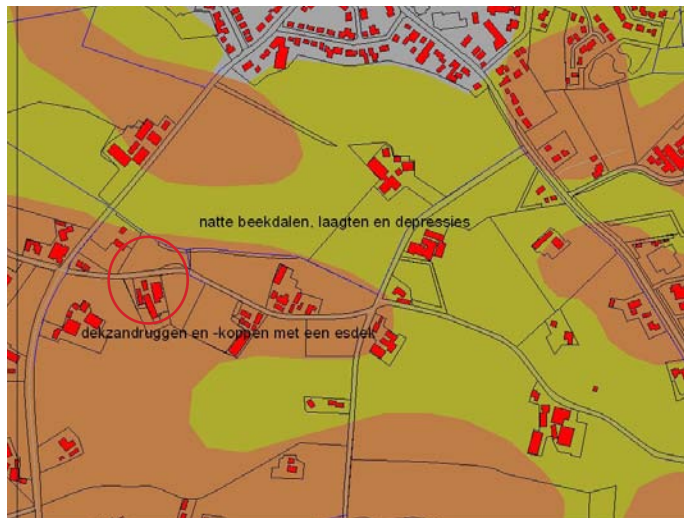 natte beekdalen, laagten en depressies
dekzandruggen en -koppen met een esdek